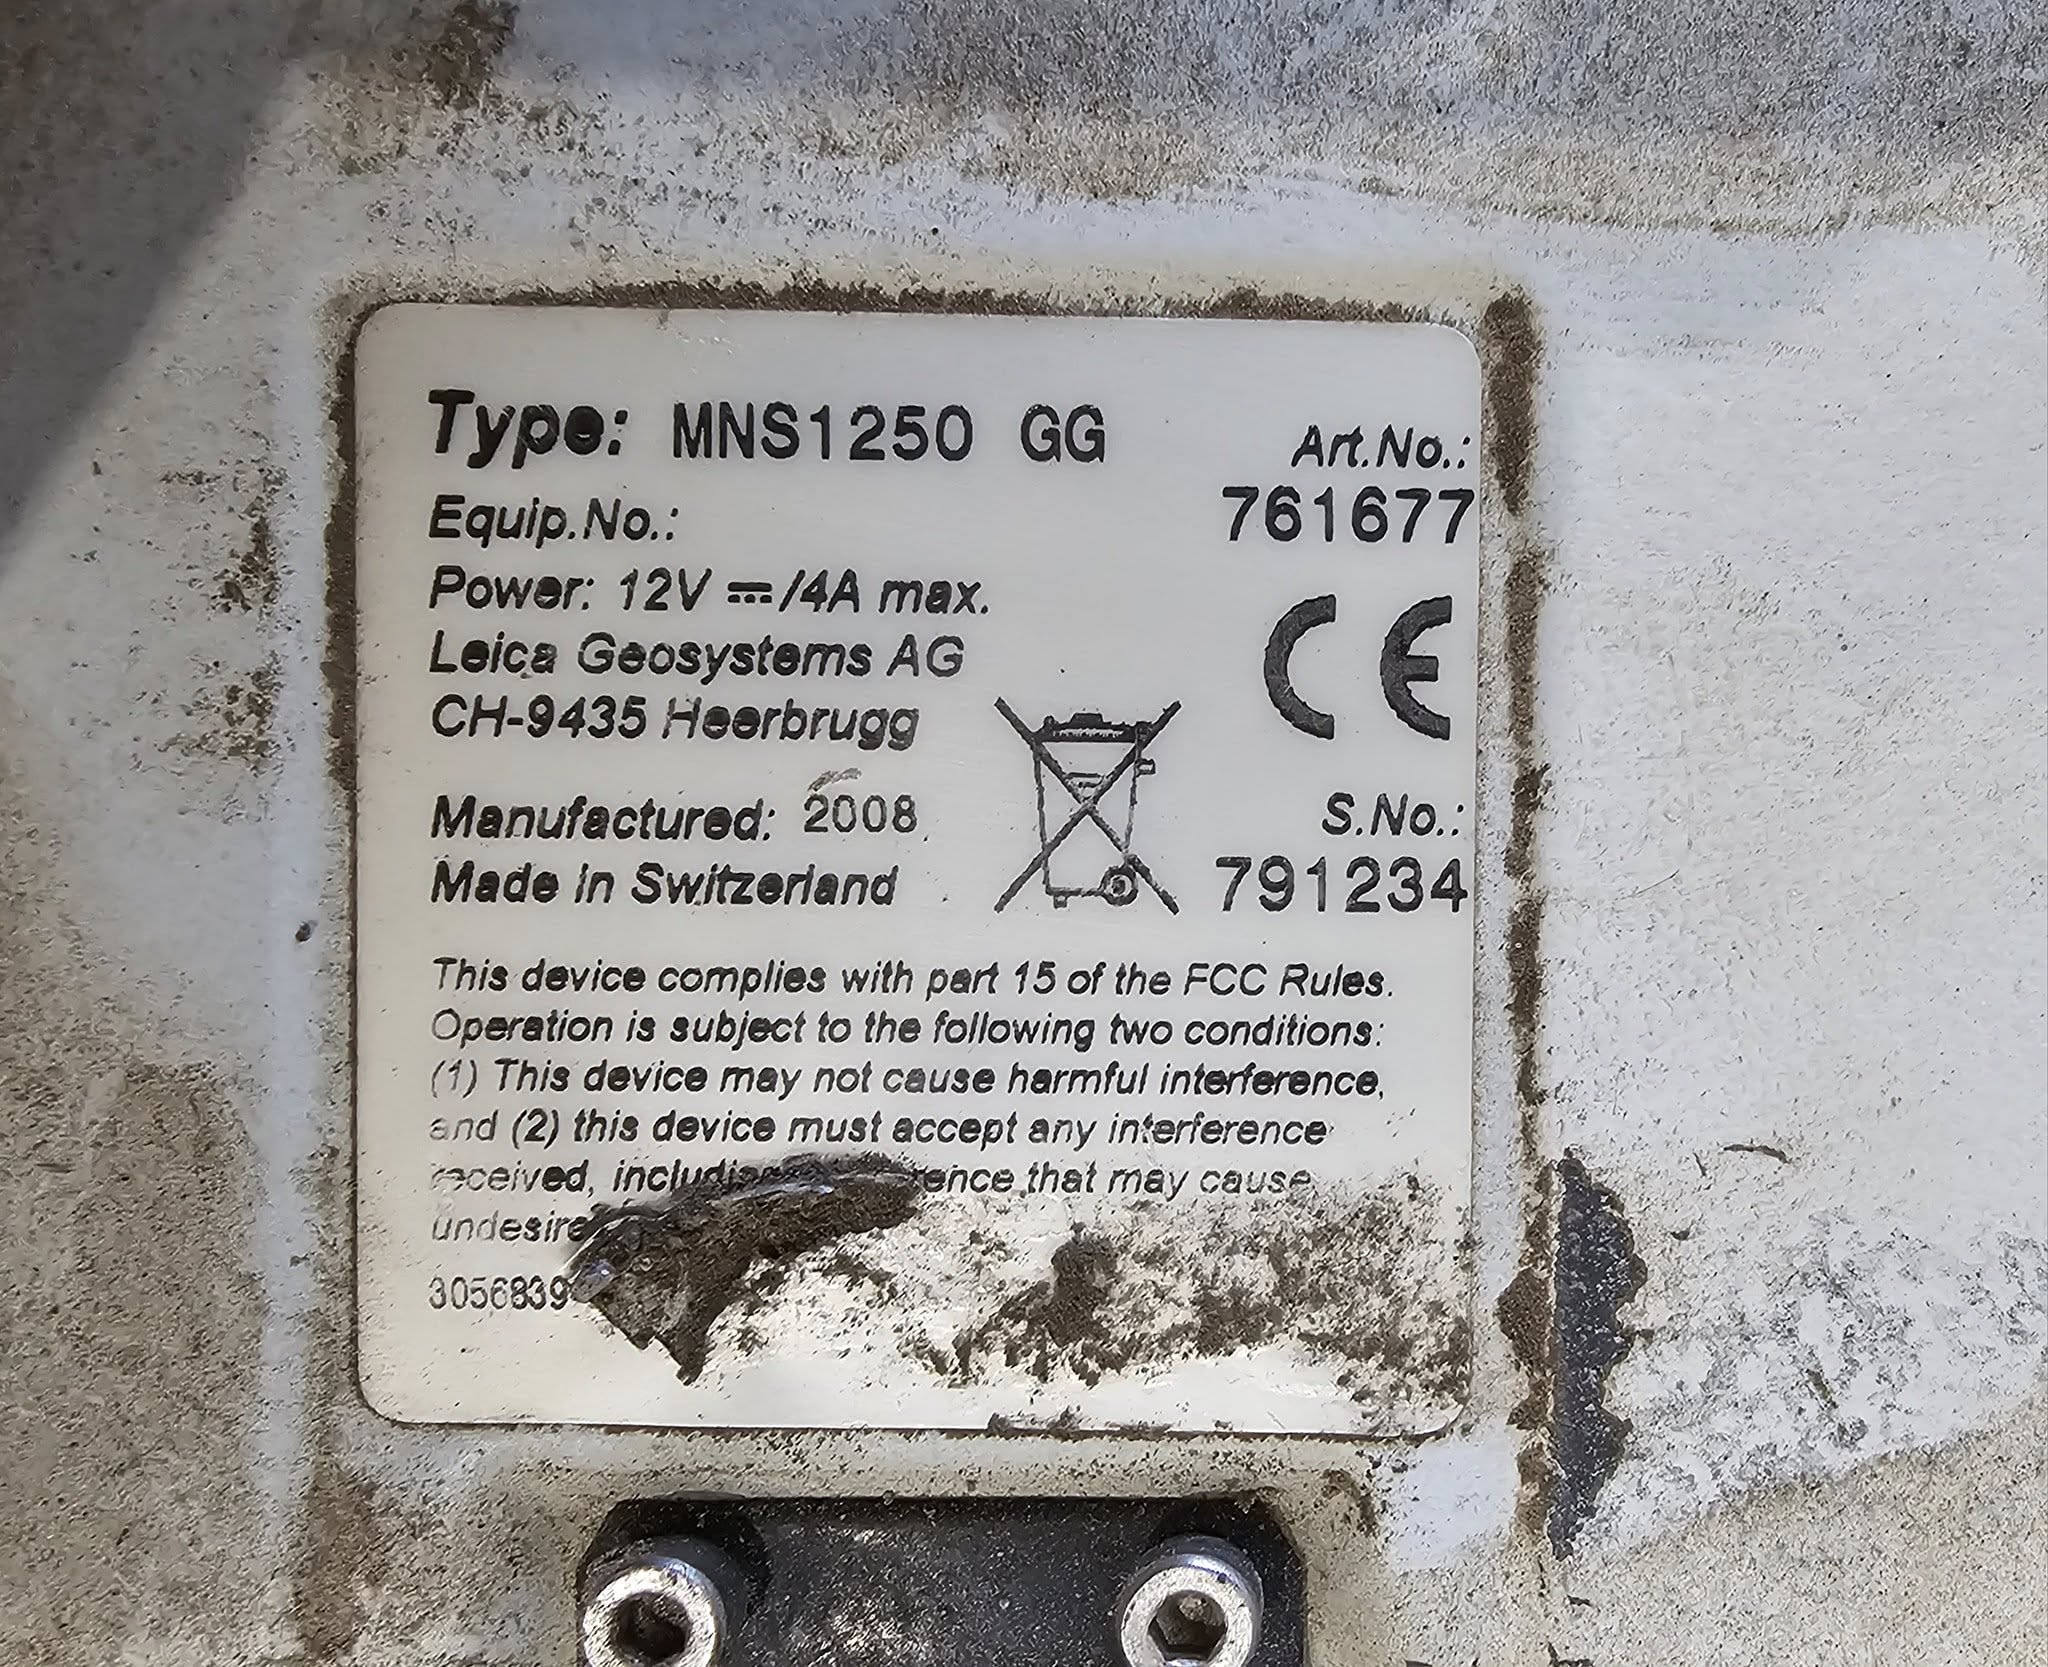 Type: MNS1250 GG
Art.No.:
761677
Equip.No.:
Power: 12V ⎓/4A max.
Leica Geosystems AG
CH-9435 Heerbrugg
CE
Manufactured: 2008
Made in Switzerland
S.No.:
791234
This device complies with part 15 of the FCC Rules.
Operation is subject to the following two conditions:
(1) This device may not cause harmful interference,
and (2) this device must accept any interference
received, that may cause
3056839